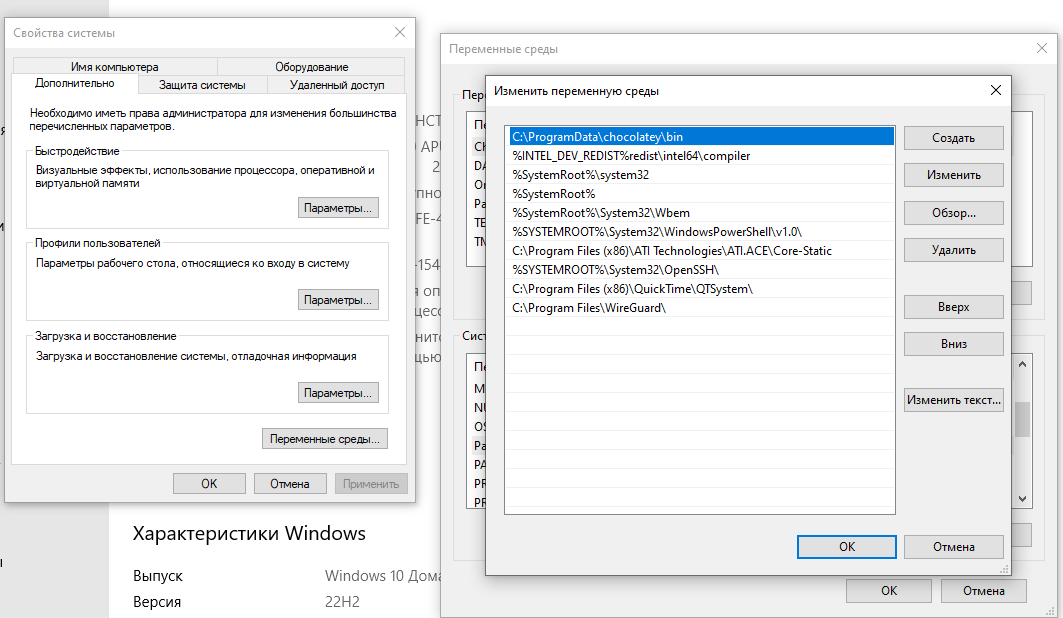 Свойства системы
Имя компьютера
Оборудование
Дополнительно
Защита системы
Удаленный доступ
Необходимо иметь права администратора для изменения большинства
перечисленных параметров.
Быстродействие
Визуальные эффекты, использование процессора, оперативной и
виртуальной памяти
Параметры...
Профили пользователей
Параметры рабочего стола, относящиеся ко входу в систему
Параметры...
Загрузка и восстановление
Загрузка и восстановление системы, отладочная информация
Параметры...
Переменные среды...
ОК
Отмена
Применить
Характеристики Windows
Выпуск
Windows 10 Дома
Версия
22H2
Переменные среды
Изменить переменную среды
C:\ProgramData\chocolatey\bin
%INTEL_DEV_REDIST%redist\intel64\compiler
%SystemRoot%\system32
%SystemRoot%
%SystemRoot%\System32\Wbem
%SYSTEMROOT%\System32\WindowsPowerShell\v1.0\
C:\Program Files (x86)\ATI Technologies\ATI.ACE\Core-Static
%SYSTEMROOT%\System32\OpenSSH\
C:\Program Files (x86)\QuickTime\QTSystem\
C:\Program Files\WireGuard\
Создать
Изменить
Обзор...
Удалить
Вверх
Вниз
Изменить текст...
ОК
Отмена
ОК
Отмена